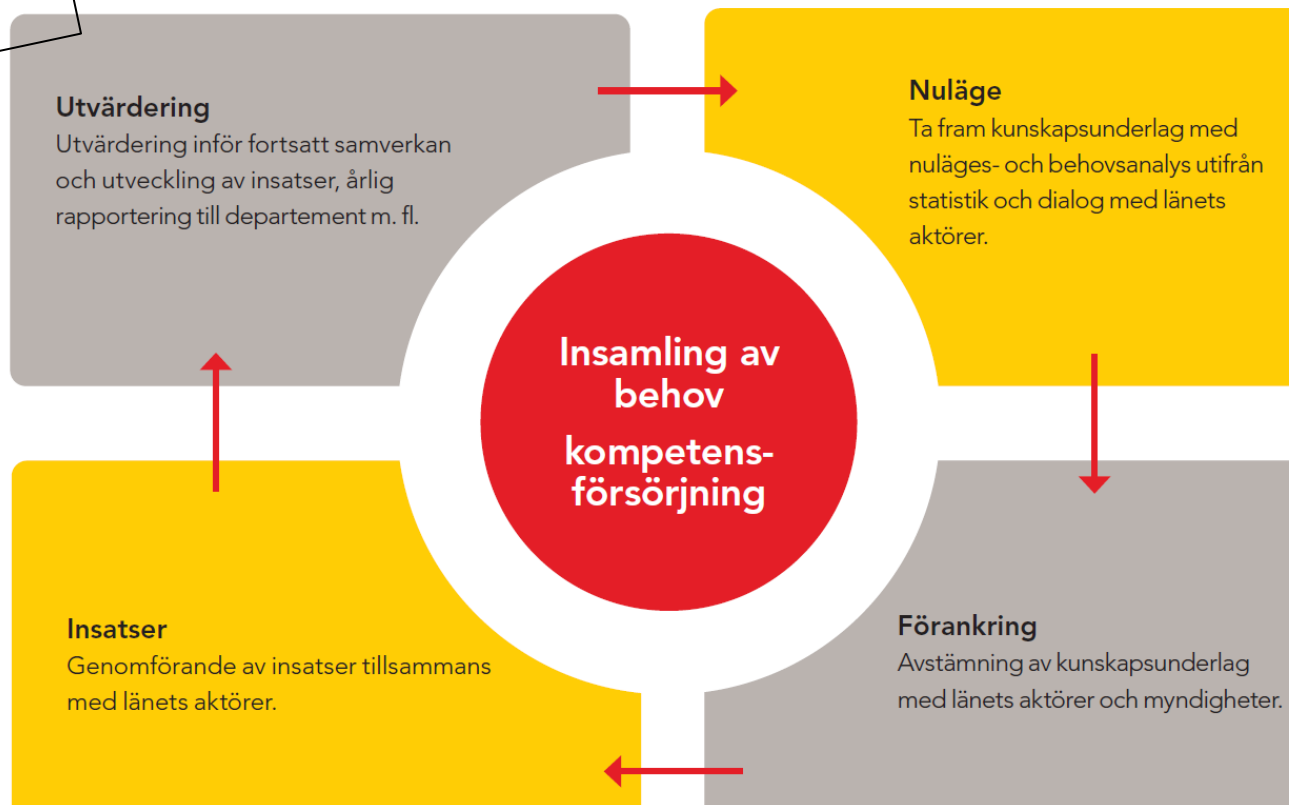 Utvärdering
Utvärdering inför fortsatt samverkan
och utveckling av insatser, årlig
rapportering till departement m. fl.
Nuläge
Ta fram kunskapsunderlag med
nuläges- och behovsanalys utifrån
statistik och dialog med länets
aktörer.
Insamling av
behov
kompetens-
försörjning
Insatser
Genomförande av insatser tillsammans
med länets aktörer.
Förankring
Avstämning av kunskapsunderlag
med länets aktörer och myndigheter.